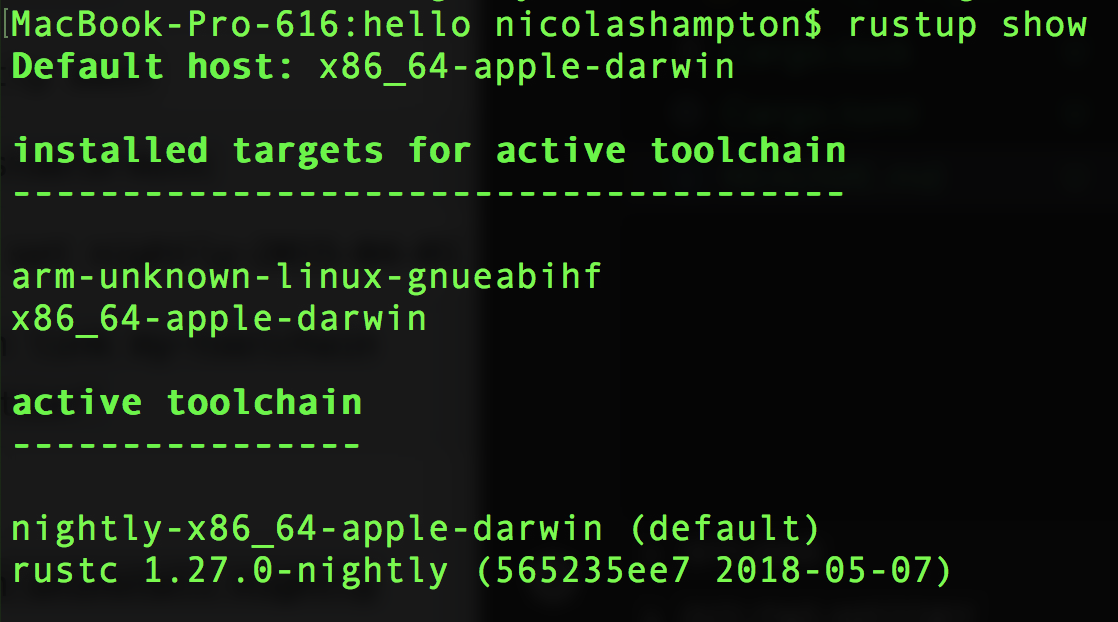 [MacBook-Pro-616:hello nicolashampton$ rustup show
Default host: x86_64-apple-darwin
installed targets for active toolchain
--------------------------------------
arm-unknown-linux-gnueabihf
x86_64-apple-darwin
active toolchain
----------------
nightly-x86_64-apple-darwin (default)
rustc 1.27.0-nightly (565235ee7 2018-05-07)